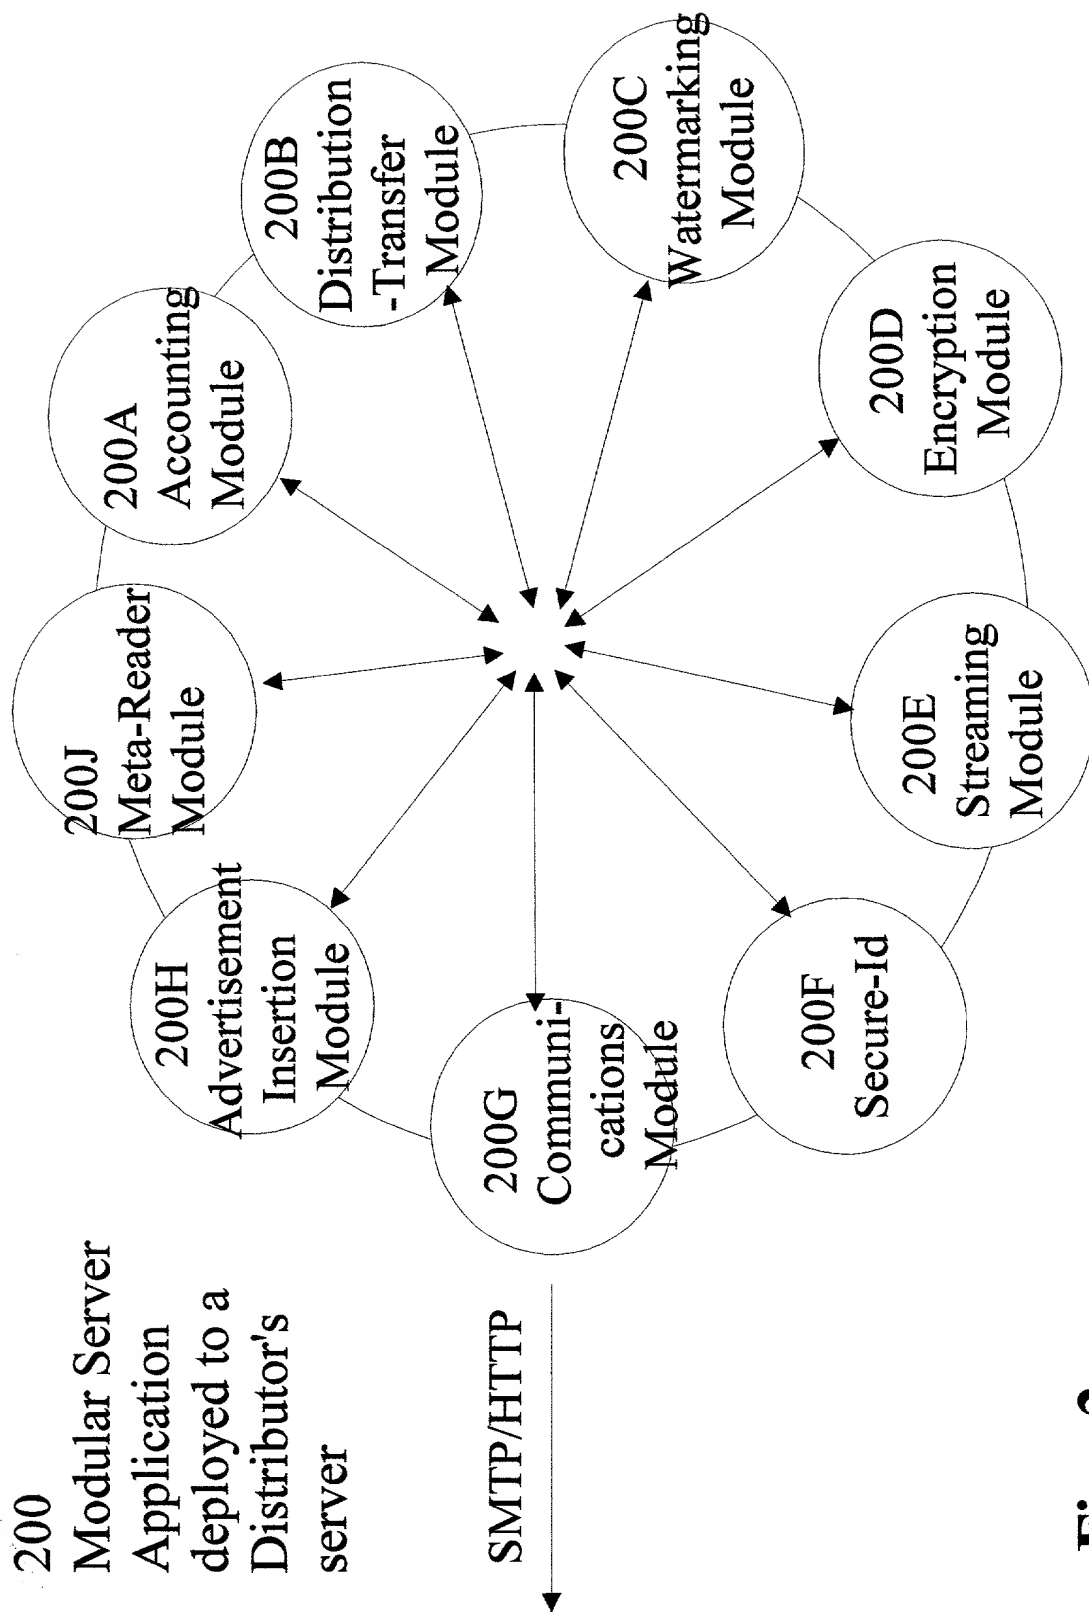 200
Modular Server
Application
deployed to a
Distributor's
server
SMTP/HTTP
200A
Accounting
Module
200B
Distribution
-Transfer
Module
200C
Watermarking
Module
200D
Encryption
Module
200E
Streaming
Module
200F
Secure-Id
200G
Communi-
cations
Module
200H
Advertisement
Insertion
Module
200J
Meta-Reader
Module